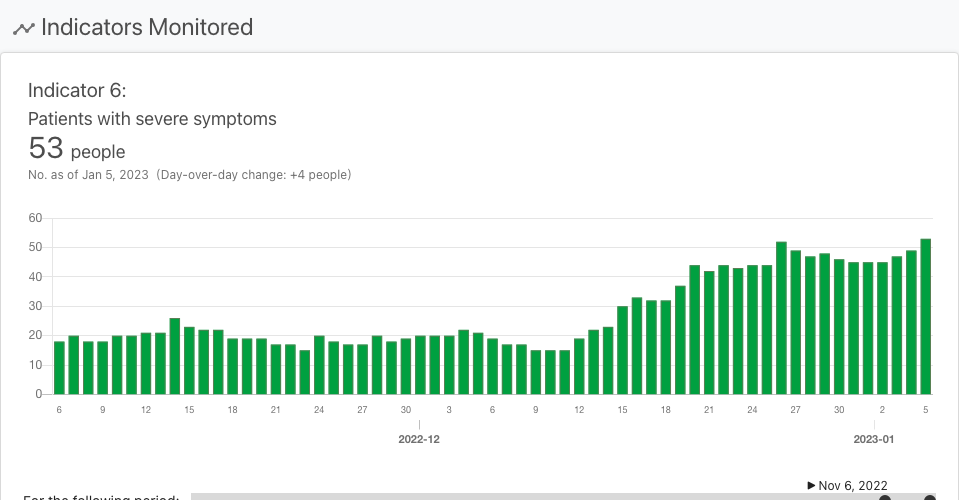 Indicators Monitored
Indicator 6:
Patients with severe symptoms
53 people
No. as of Jan 5, 2023 (Day-over-day change: +4 people)
60
50
40
30
20
10
0
6 9 12 15 18 21 24 27 30 3 6 9 12 15 18 21 24 27 30 2 5
2022-12 2023-01
▶ Nov 6, 2022
For the following period: